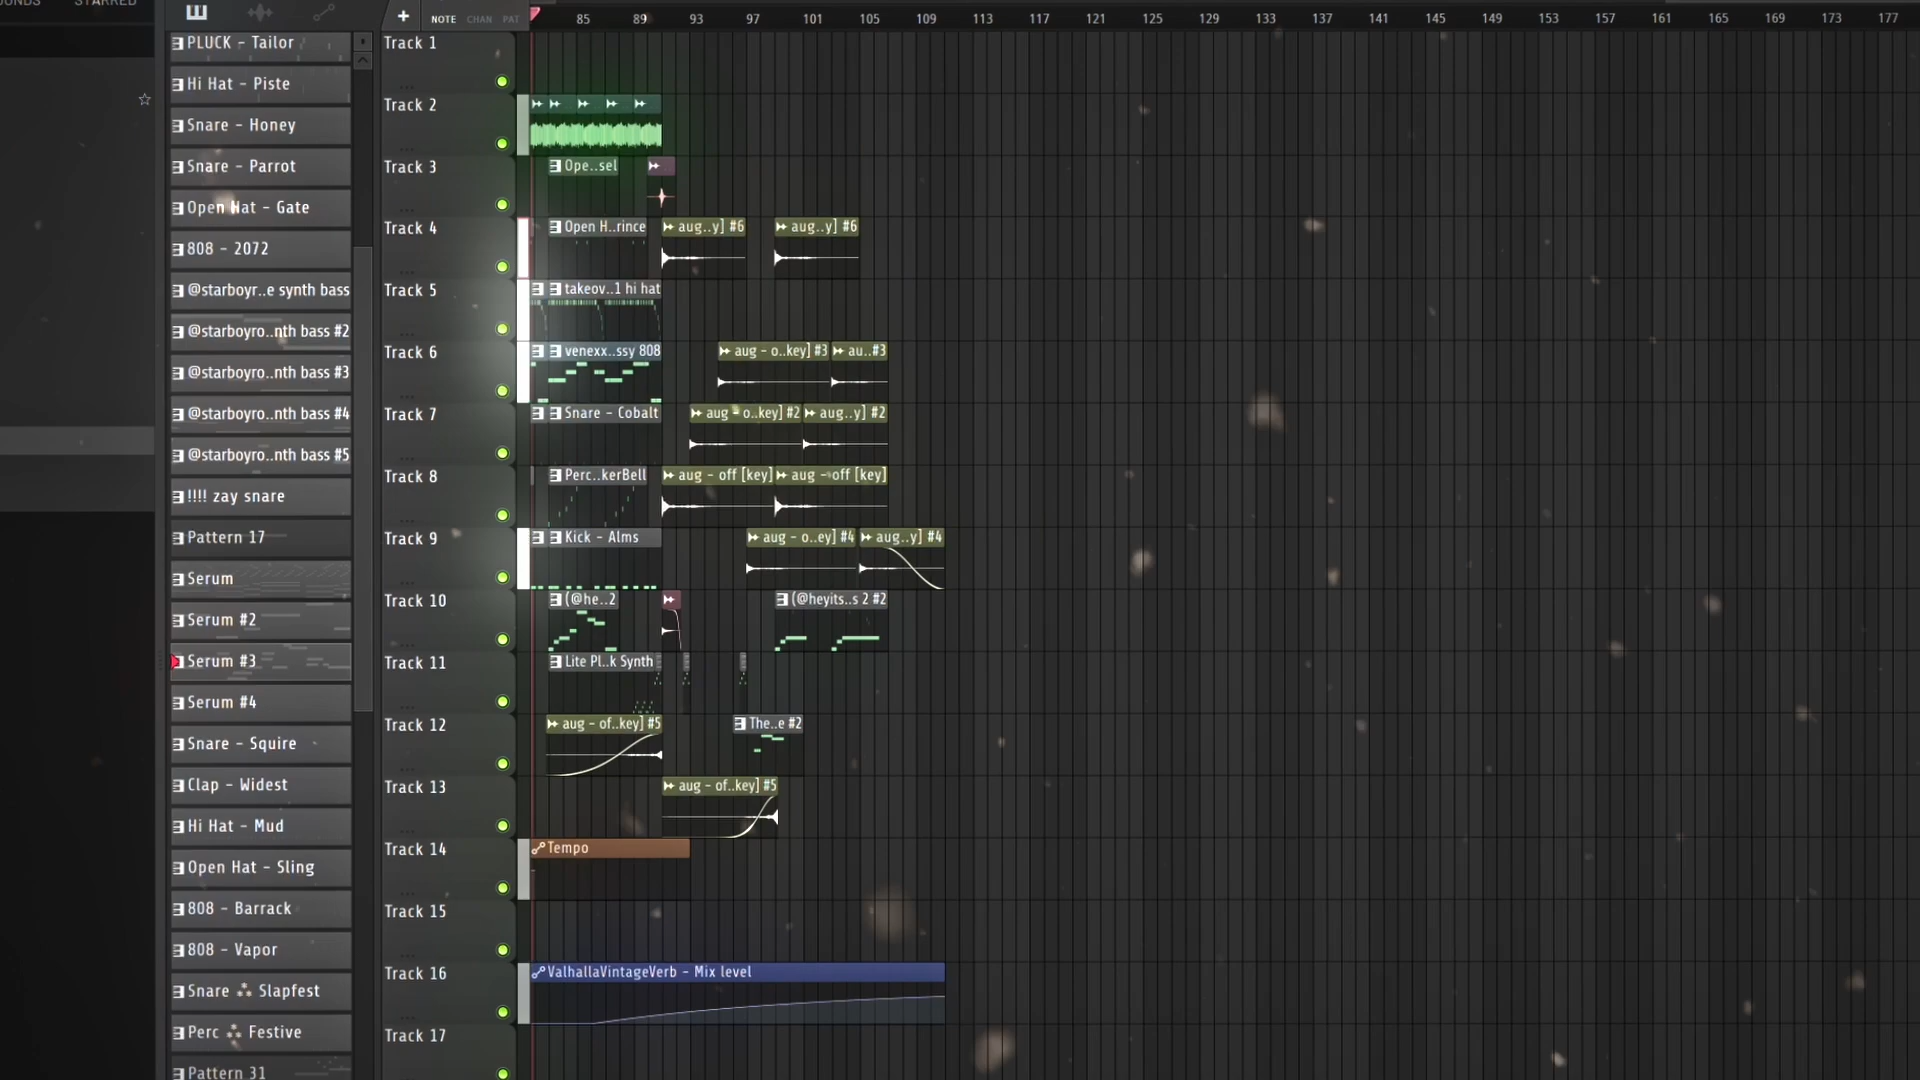 STARRED
NOTE CHAN PAT
85 89 93 97 101 105 109 113 117 121 125 129 133 137 141 145 149 153 157 161 165 169 173 177
PLUCK - Tailor
Hi Hat - Piste
Snare - Honey
Snare - Parrot
Open Hat - Gate
808 - 2072
@starboyr..e synth bass
@starboyro..nth bass #2
@starboyro..nth bass #3
@starboyro..nth bass #4
@starboyro..nth bass #5
!!!! zay snare
Pattern 17
Serum
Serum #2
Serum #3
Serum #4
Snare - Squire
Clap - Widest
Hi Hat - Mud
Open Hat - Sling
808 - Barrack
808 - Vapor
Snare ⁂ Slapfest
Perc ⁂ Festive
Pattern 31
Track 1
Track 2
Track 3
Ope..sel
Track 4
Open H..rince
aug..y] #6
aug..y] #6
Track 5
takeov..1 hi hat
Track 6
venexx..ssy 808
aug - o..key] #3
au..#3
Track 7
Snare - Cobalt
aug - o..key] #2
aug..y] #2
Track 8
Perc..kerBell
aug - off [key]
aug - off [key]
Track 9
Kick - Alms
aug - o..ey] #4
aug..y] #4
Track 10
(@he..2
(@heyits..s 2 #2
Track 11
Lite Pl..k Synth
Track 12
aug - of..key] #5
The..e #2
Track 13
aug - of..key] #5
Track 14
Tempo
Track 15
Track 16
ValhallaVintageVerb - Mix level
Track 17